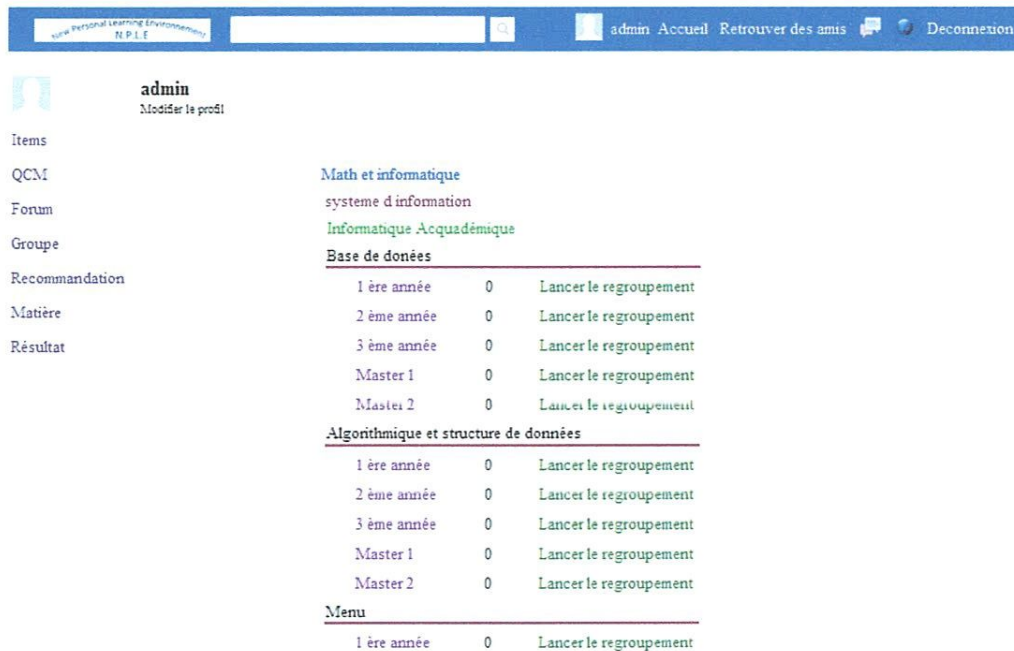 New Personal Learning Environnement
N.P.L.E
admin Accueil Retrouver des amis Deconnexion
admin
Modifier le profil
Items
QCM
Forum
Groupe
Recommandation
Matière
Résultat
Math et informatique
systeme d information
Informatique Acquadémique
Base de donées
1 ère année 0 Lancer le regroupement
2 ème année 0 Lancer le regroupement
3 ème année 0 Lancer le regroupement
Master 1 0 Lancer le regroupement
Master 2 0 Lancer le regroupement
Algorithmique et structure de données
1 ère année 0 Lancer le regroupement
2 ème année 0 Lancer le regroupement
3 ème année 0 Lancer le regroupement
Master 1 0 Lancer le regroupement
Master 2 0 Lancer le regroupement
Menu
1 ère année 0 Lancer le regroupement